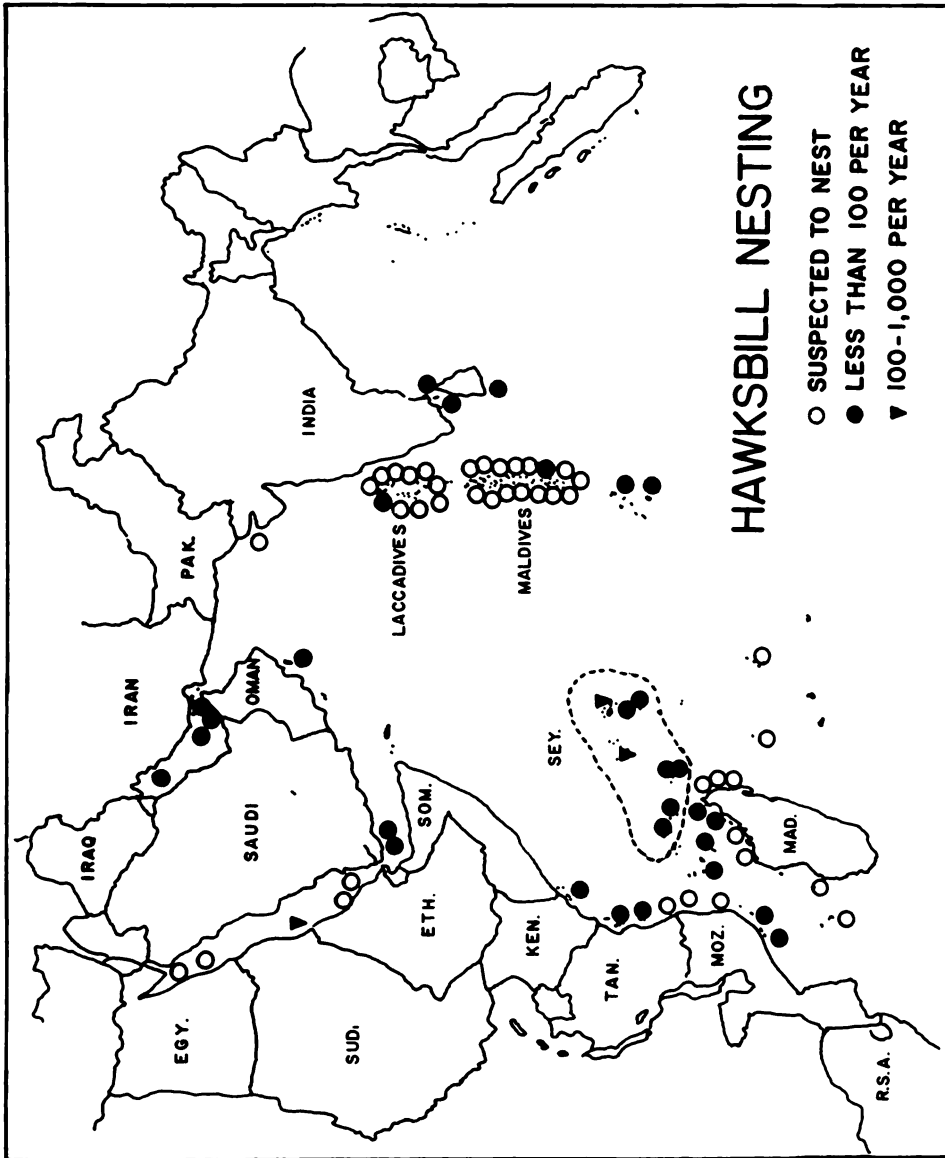 IRAQ
IRAN
PAK.
INDIA
EGY.
SAUDI
OMAN
SUD.
ETH.
SOM.
LACCADIVES
MALDIVES
KEN.
SEY.
TAN.
MOZ.
MAD.
R.S.A.
HAWKSBILL NESTING
SUSPECTED TO NEST
LESS THAN 100 PER YEAR
100-1,000 PER YEAR